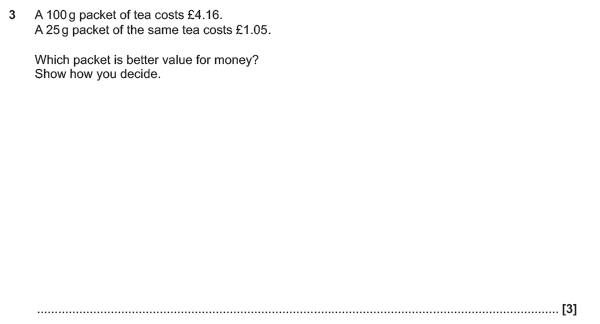 3 A 100 g packet of tea costs £4.16.
A 25 g packet of the same tea costs £1.05.
Which packet is better value for money?
Show how you decide.
.......................................................................................................................................................... [3]